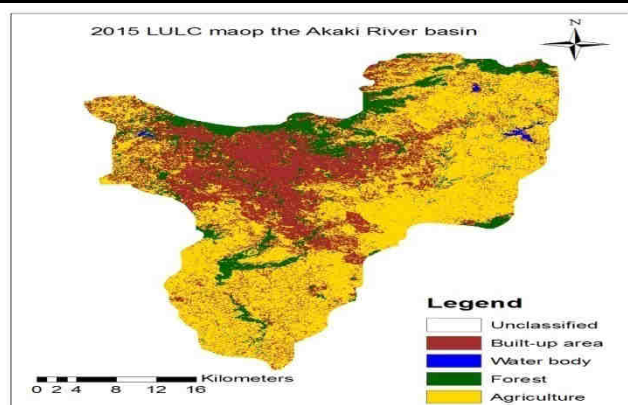 2015 LULC maop the Akaki River basin
N
Legend
Unclassified
Built-up area
Water body
Forest
Agriculture
Kilometers
0 2 4 8 12 16